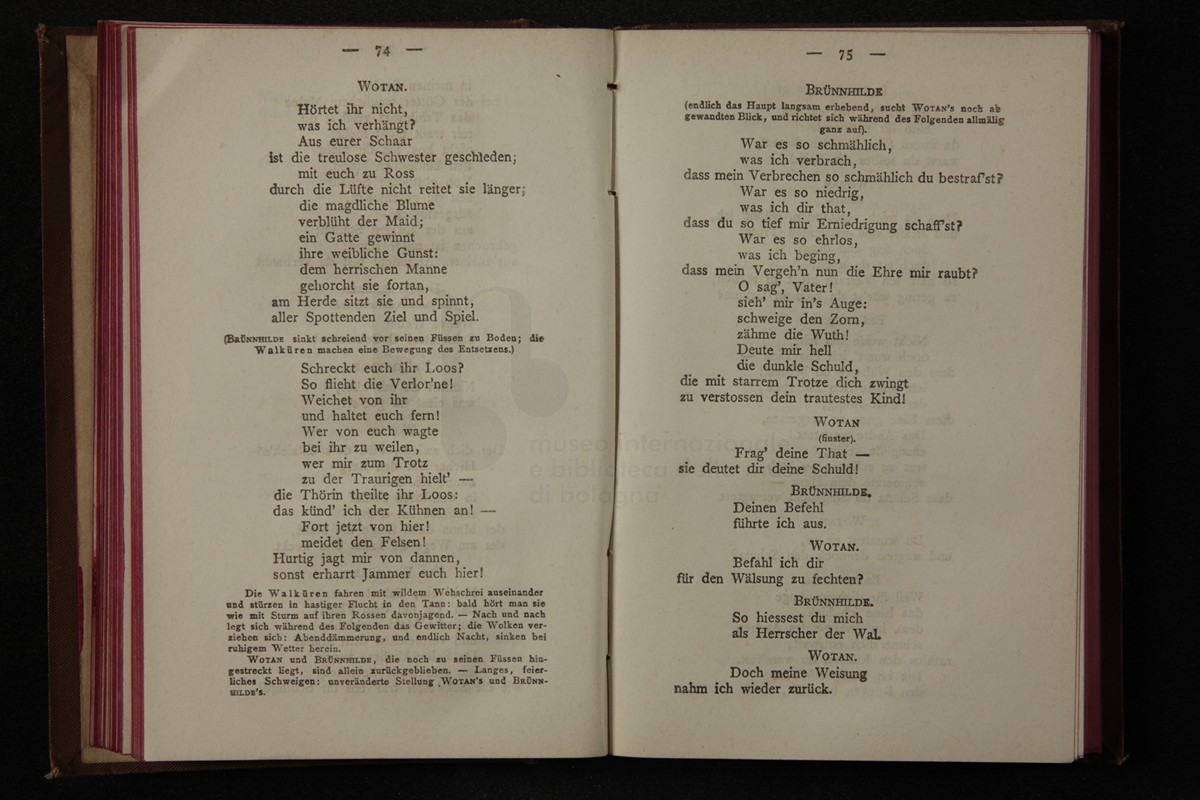 — 74 —
WOTAN.
Hörtet ihr nicht,
was ich verhängt?
Aus eurer Schaar
ist die treulose Schwester geschieden;
mit euch zu Ross
durch die Lüfte nicht reitet sie länger;
die magdliche Blume
verblüht der Maid;
ein Gatte gewinnt
ihre weibliche Gunst:
dem herrischen Manne
gehorcht sie fortan,
am Herde sitzt sie und spinnt,
aller Spottenden Ziel und Spiel.
(BRÜNNHILDE sinkt schreiend vor seinen Füssen zu Boden; die
Walküren machen eine Bewegung des Entsetzens.)
Schreckt euch ihr Loos?
So flieht die Verlor'ne!
Weichet von ihr
und haltet euch fern!
Wer von euch wagte
bei ihr zu weilen,
wer mir zum Trotz
zu der Traurigen hielt' —
die Thörin theilte ihr Loos:
das künd' ich der Kühnen an! —
Fort jetzt von hier!
meidet den Felsen!
Hurtig jagt mir von dannen,
sonst erharrt Jammer euch hier!
Die Walküren fahren mit wildem Wehschrei auseinander
und stürzen in hastiger Flucht in den Tann: bald hört man sie
wie mit Sturm auf ihren Rossen davonjagend. — Nach und nach
legt sich während des Folgenden das Gewitter; die Wolken ver-
ziehen sich: Abenddämmerung, und endlich Nacht, sinken bei
ruhigem Wetter herein.
WOTAN und BRÜNNHILDE, die noch zu seinen Füssen hin-
gestreckt liegt, sind allein zurückgeblieben. — Langes, feier-
liches Schweigen: unveränderte Stellung WOTAN'S und BRÜNN-
HILDE'S.
— 75 —
BRÜNNHILDE
(endlich das Haupt langsam erhebend, sucht WOTAN'S noch ab
gewandten Blick, und richtet sich während des Folgenden allmälig
ganz auf).
War es so schmählich,
was ich verbrach,
dass mein Verbrechen so schmählich du bestraf'st?
War es so niedrig,
was ich dir that,
dass du so tief mir Erniedrigung schaff'st?
War es so ehrlos,
was ich beging,
dass mein Vergeh'n nun die Ehre mir raubt?
O sag', Vater!
sieh' mir in's Auge:
schweige den Zorn,
zähme die Wuth!
Deute mir hell
die dunkle Schuld,
die mit starrem Trotze dich zwingt
zu verstossen dein trautestes Kind!
WOTAN
(finster).
Frag' deine That —
sie deutet dir deine Schuld!
BRÜNNHILDE.
Deinen Befehl
führte ich aus.
WOTAN.
Befahl ich dir
für den Wälsung zu fechten?
BRÜNNHILDE.
So hiessest du mich
als Herrscher der Wal.
WOTAN.
Doch meine Weisung
nahm ich wieder zurück.
museo internazionale
e biblioteca
di bologna